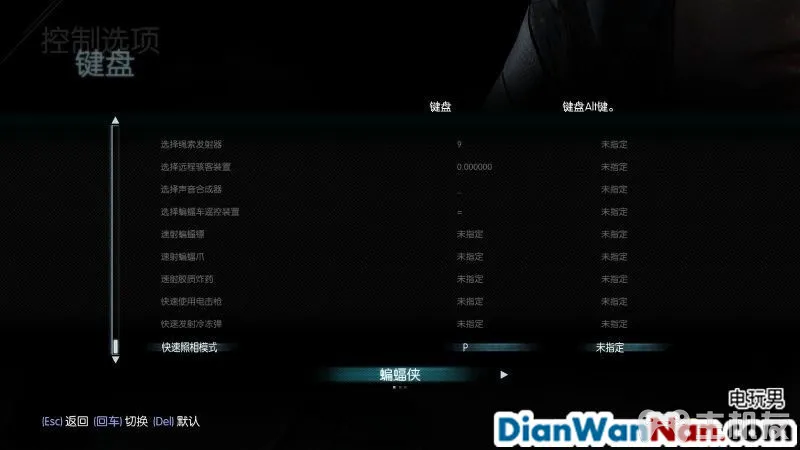 控制选项
键盘
键盘 键盘Alt键。
选择绳索发射器 9 未指定
选择远程骇客装置 0.000000 未指定
选择声音合成器 _ 未指定
选择蝙蝠车遥控装置 = 未指定
速射蝙蝠镖 未指定 未指定
速射蝙蝠爪 未指定 未指定
速射胶质炸药 未指定 未指定
快速使用电击枪 未指定 未指定
快速发射冷冻弹 未指定 未指定
快速照相模式 P 未指定
蝙蝠侠
(Esc) 返回 (回车) 切换 (Del) 默认
电玩男
DianWanNan.com